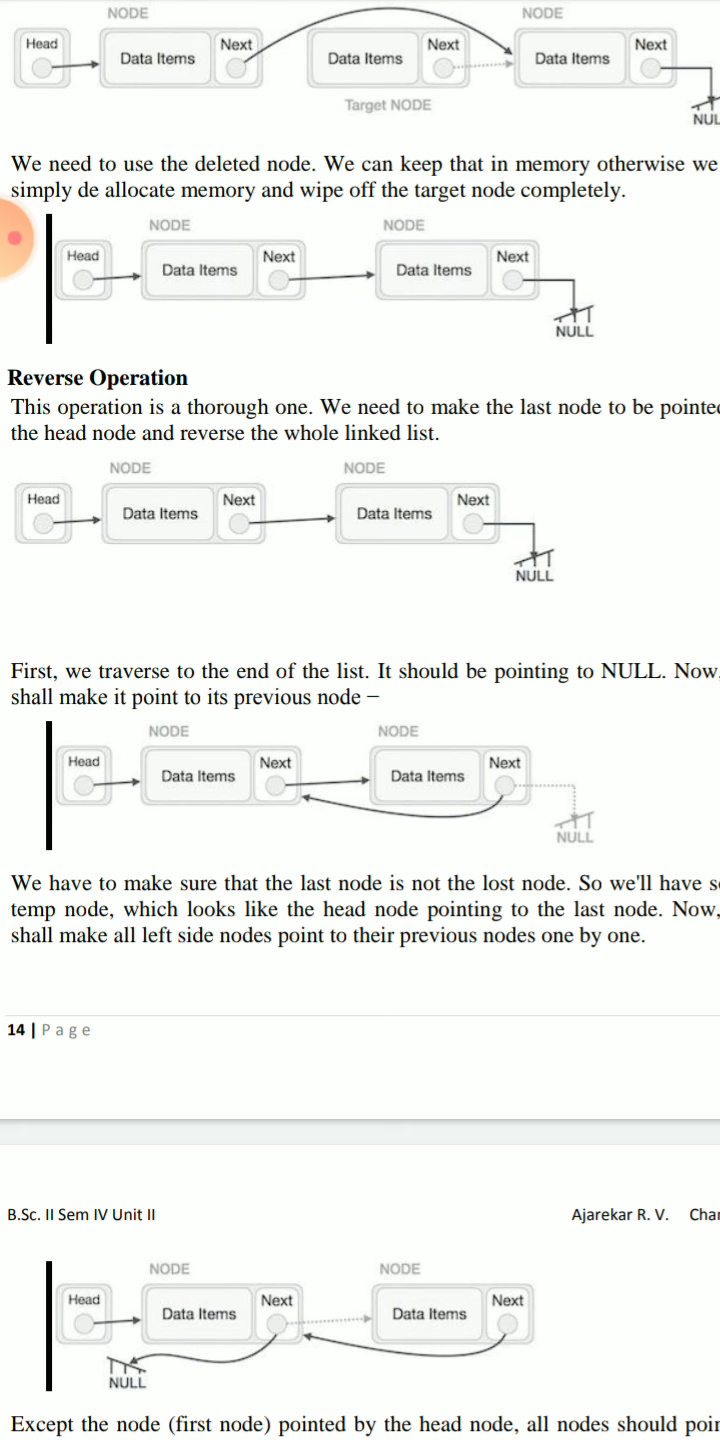 NODE NODE
Head Data Items Next Data Items Next Data Items Next
Target NODE
We need to use the deleted node. We can keep that in memory otherwise we
simply de allocate memory and wipe off the target node completely.
NODE NODE
Head Data Items Next Data Items Next
NULL
Reverse Operation
This operation is a thorough one. We need to make the last node to be
the head node and reverse the whole linked list.
NODE NODE
Head Data Items Next Data Items Next
NULL
First, we traverse to the end of the list. It should be pointing to NULL. Now,
shall make it point to its previous node −
NODE NODE
Head Data Items Next Data Items Next
NULL
We have to make sure that the last node is not the lost node. So we'll have
temp node, which looks like the head node pointing to the last node. Now,
shall make all left side nodes point to their previous nodes one by one.
14 | P a g e
B.Sc. II Sem IV Unit II Ajarekar R. V.
NODE NODE
Head Data Items Next Data Items Next
NULL
Except the node (first node) pointed by the head node, all nodes should